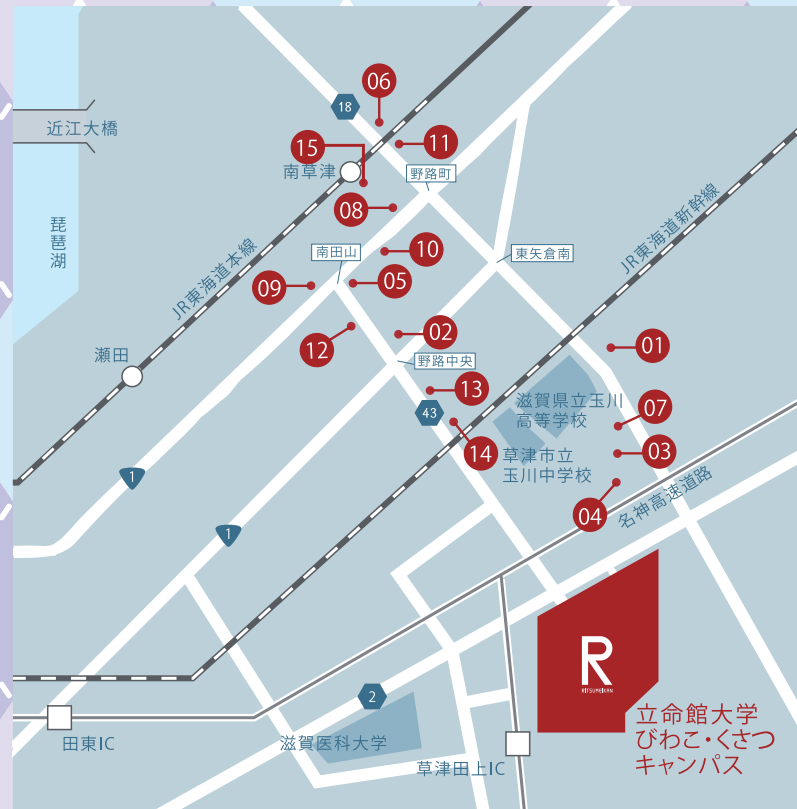 06
18
近江大橋
11
15
南草津
野路町
08
琵琶湖
JR東海道本線
JR東海道新幹線
10
南田山
東矢倉南
09
05
02
12
01
瀬田
野路中央
13
滋賀県立玉川
高等学校
07
43
14
草津市立
玉川中学校
03
1
04
名神高速道路
1
R
RITSUMEIKAN
2
立命館大学
びわこ・くさつ
キャンパス
田東IC
滋賀医科大学
草津田上IC